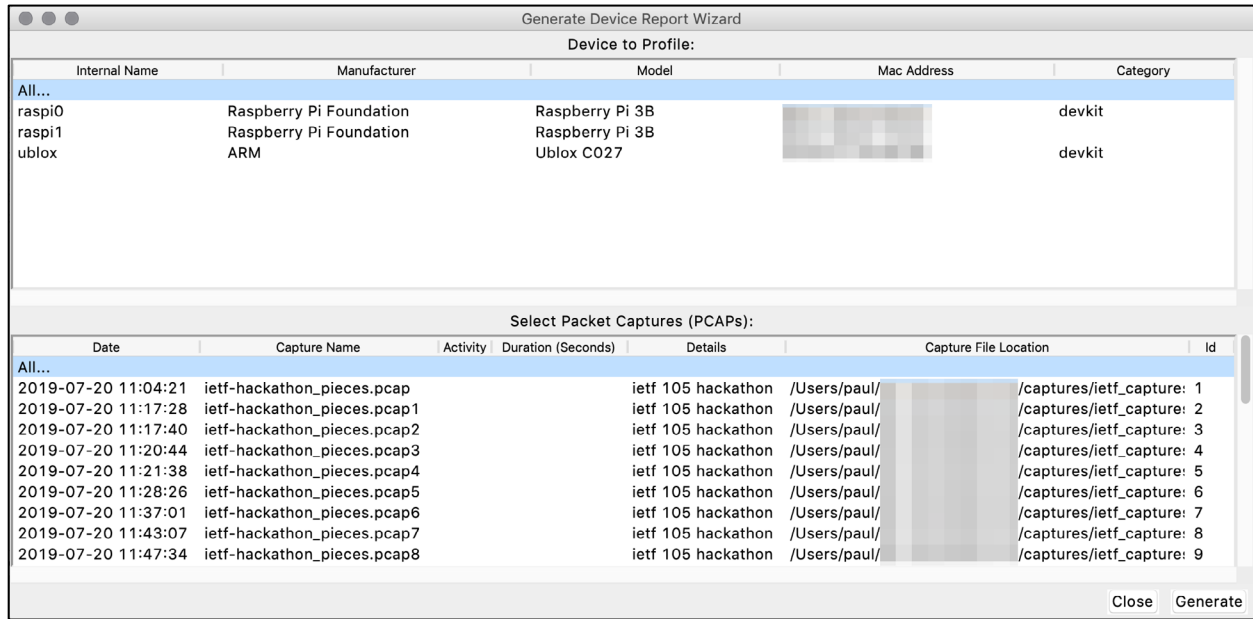 Generate Device Report Wizard
Device to Profile:
Internal Name Manufacturer Model Mac Address Category
All...
raspi0 Raspberry Pi Foundation Raspberry Pi 3B devkit
raspi1 Raspberry Pi Foundation Raspberry Pi 3B
ublox ARM Ublox C027 devkit
Select Packet Captures (PCAPs):
Date Capture Name Activity Duration (Seconds) Details Capture File Location Id
All...
2019-07-20 11:04:21 ietf-hackathon_pieces.pcap ietf 105 hackathon /Users/paul/ /captures/ietf_captures 1
2019-07-20 11:17:28 ietf-hackathon_pieces.pcap1 ietf 105 hackathon /Users/paul/ /captures/ietf_captures 2
2019-07-20 11:17:40 ietf-hackathon_pieces.pcap2 ietf 105 hackathon /Users/paul/ /captures/ietf_captures 3
2019-07-20 11:20:44 ietf-hackathon_pieces.pcap3 ietf 105 hackathon /Users/paul/ /captures/ietf_captures 4
2019-07-20 11:21:38 ietf-hackathon_pieces.pcap4 ietf 105 hackathon /Users/paul/ /captures/ietf_captures 5
2019-07-20 11:28:26 ietf-hackathon_pieces.pcap5 ietf 105 hackathon /Users/paul/ /captures/ietf_captures 6
2019-07-20 11:37:01 ietf-hackathon_pieces.pcap6 ietf 105 hackathon /Users/paul/ /captures/ietf_captures 7
2019-07-20 11:43:07 ietf-hackathon_pieces.pcap7 ietf 105 hackathon /Users/paul/ /captures/ietf_captures 8
2019-07-20 11:47:34 ietf-hackathon_pieces.pcap8 ietf 105 hackathon /Users/paul/ /captures/ietf_captures 9
Close Generate